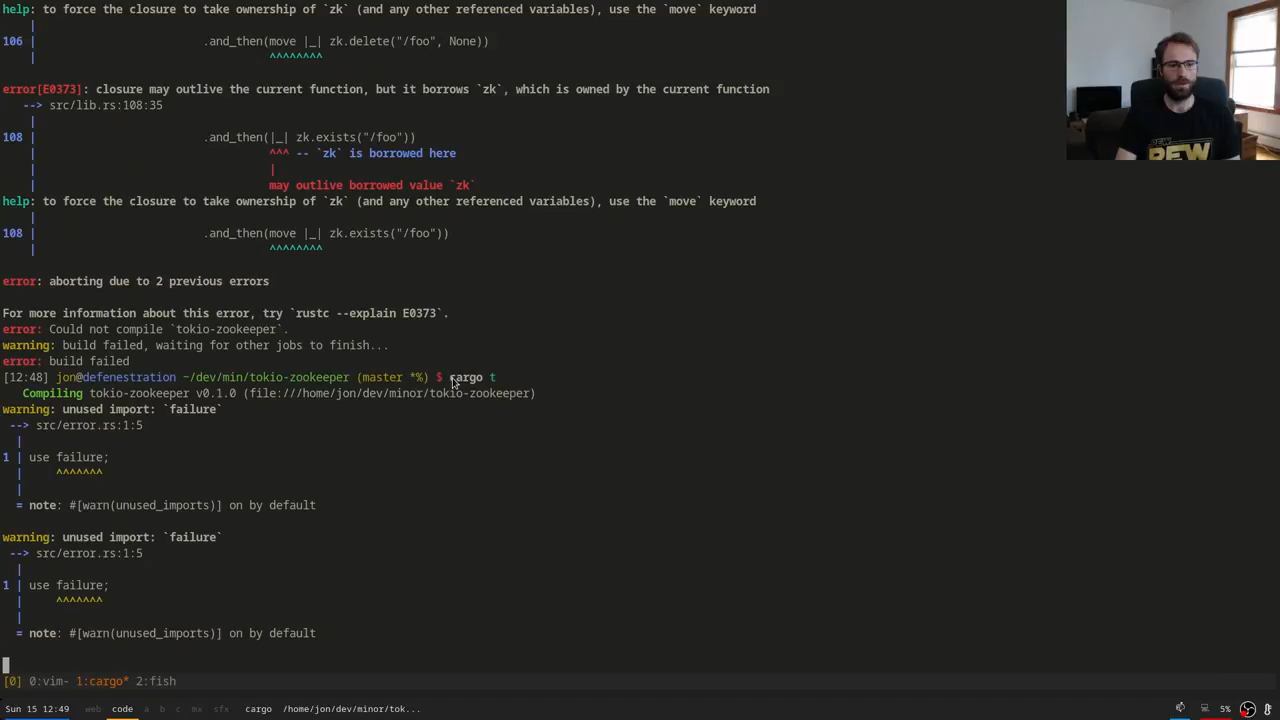 help: to force the closure to take ownership of `zk` (and any other referenced variables), use the `move` keyword
|
106 | .and_then(move |_| zk.delete("/foo", None))
| ^^^^^^^^
error[E0373]: closure may outlive the current function, but it borrows `zk`, which is owned by the current function
--> src/lib.rs:108:35
|
108 | .and_then(|_| zk.exists("/foo"))
| ^^^ -- `zk` is borrowed here
| |
| may outlive borrowed value `zk`
help: to force the closure to take ownership of `zk` (and any other referenced variables), use the `move` keyword
|
108 | .and_then(move |_| zk.exists("/foo"))
| ^^^^^^^^
error: aborting due to 2 previous errors
For more information about this error, try `rustc --explain E0373`.
error: Could not compile `tokio-zookeeper`.
warning: build failed, waiting for other jobs to finish...
error: build failed
[12:48] jon@defenestration ~/dev/min/tokio-zookeeper (master *%) $ cargo t
Compiling tokio-zookeeper v0.1.0 (file:///home/jon/dev/minor/tokio-zookeeper)
warning: unused import: `failure`
--> src/error.rs:1:5
|
1 | use failure;
| ^^^^^^^
|
= note: #[warn(unused_imports)] on by default
warning: unused import: `failure`
--> src/error.rs:1:5
|
1 | use failure;
| ^^^^^^^
|
= note: #[warn(unused_imports)] on by default
[0] 0:vim- 1:cargo* 2:fish
Sun 15 12:49 web code a b c mx sfx cargo /home/jon/dev/minor/tok... 5%
PEW